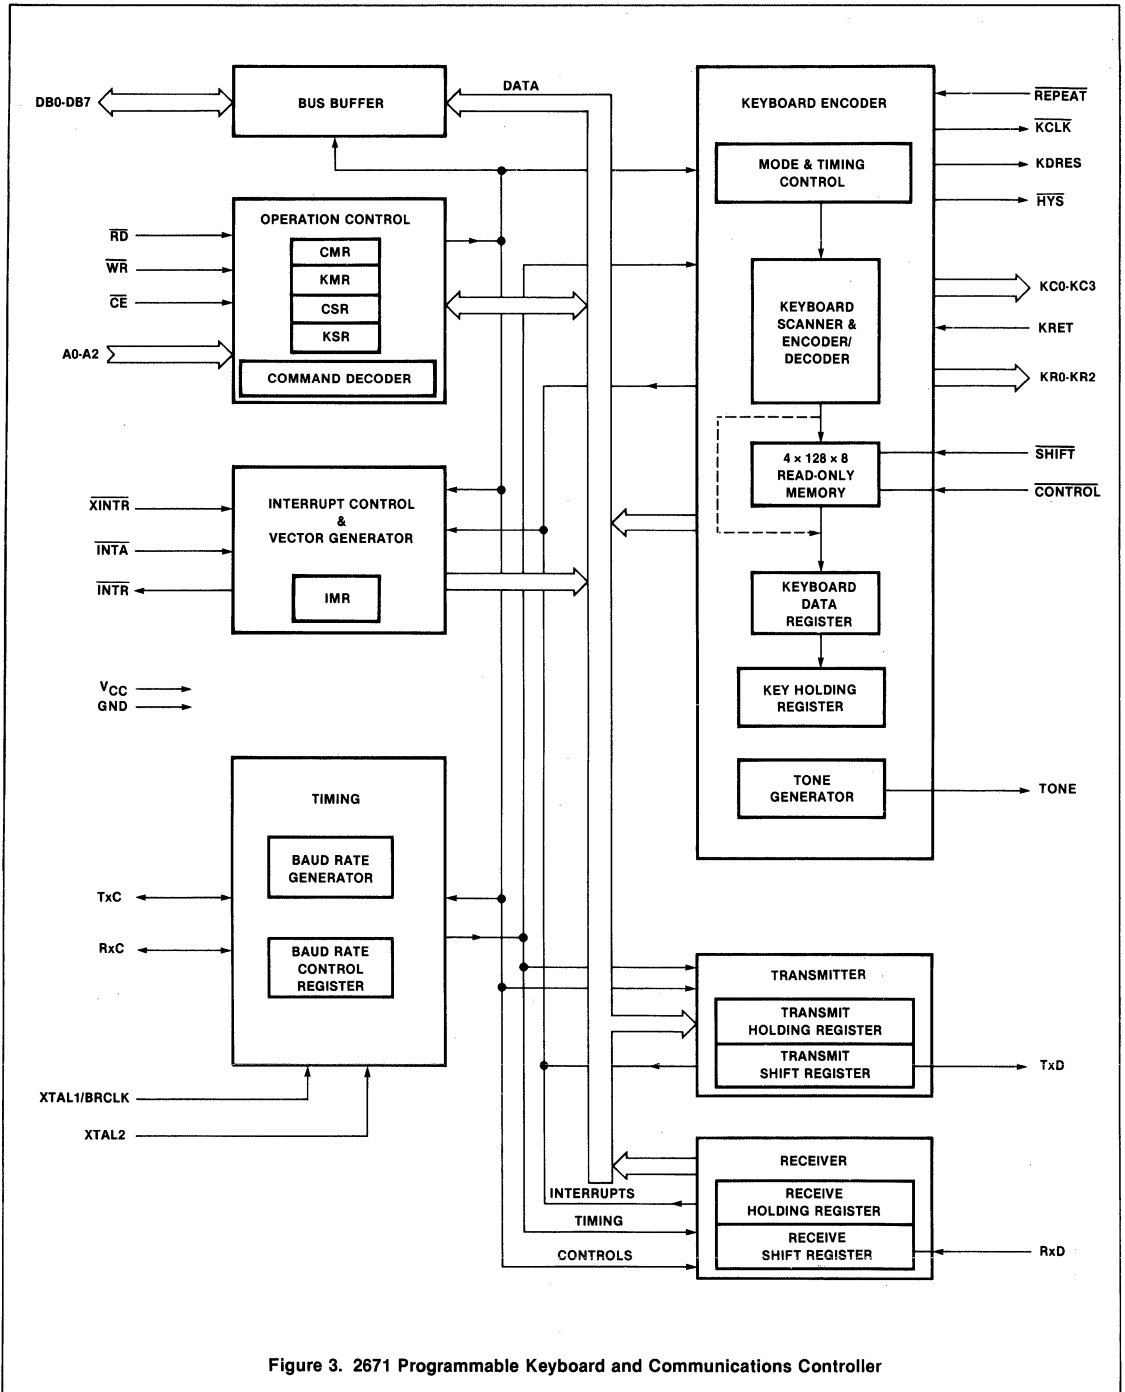 DATA
DB0-DB7
BUS BUFFER
KEYBOARD ENCODER
REPEAT
KCLK
KDRES
HYS
MODE & TIMING
CONTROL
OPERATION CONTROL
CMR
KMR
CSR
KSR
COMMAND DECODER
RD
WR
CE
A0-A2
KEYBOARD
SCANNER &
ENCODER/
DECODER
KC0-KC3
KRET
KR0-KR2
4 × 128 × 8
READ-ONLY
MEMORY
SHIFT
CONTROL
XINTR
INTA
INTR
INTERRUPT CONTROL
&
VECTOR GENERATOR
IMR
KEYBOARD
DATA
REGISTER
KEY HOLDING
REGISTER
VCC
GND
TONE
GENERATOR
TONE
TIMING
BAUD RATE
GENERATOR
BAUD RATE
CONTROL
REGISTER
TxC
RxC
XTAL1/BRCLK
XTAL2
TRANSMITTER
TRANSMIT
HOLDING REGISTER
TRANSMIT
SHIFT REGISTER
TxD
RECEIVER
RECEIVE
HOLDING REGISTER
RECEIVE
SHIFT REGISTER
RxD
INTERRUPTS
TIMING
CONTROLS
Figure 3. 2671 Programmable Keyboard and Communications Controller